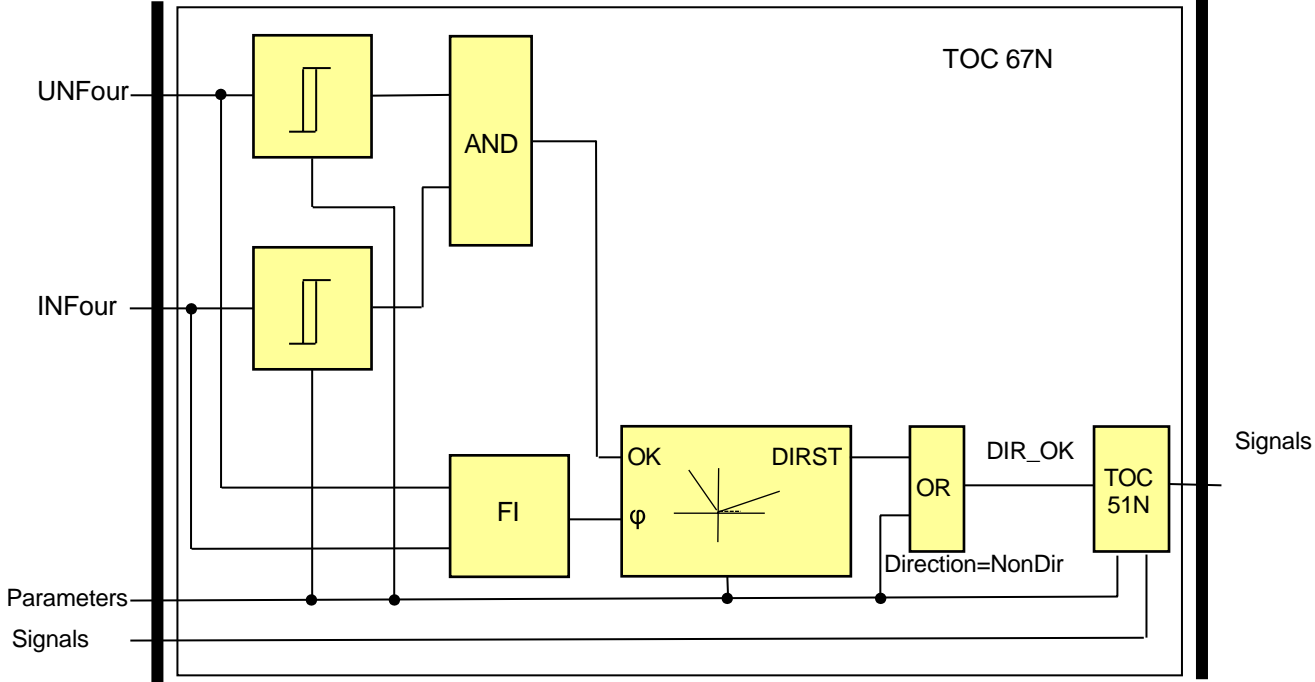 TOC 67N
UNFour
AND
INFour
Signals
OK
DIRST
DIR_OK
OR
TOC
51N
FI
φ
Direction=NonDir
Parameters
Signals